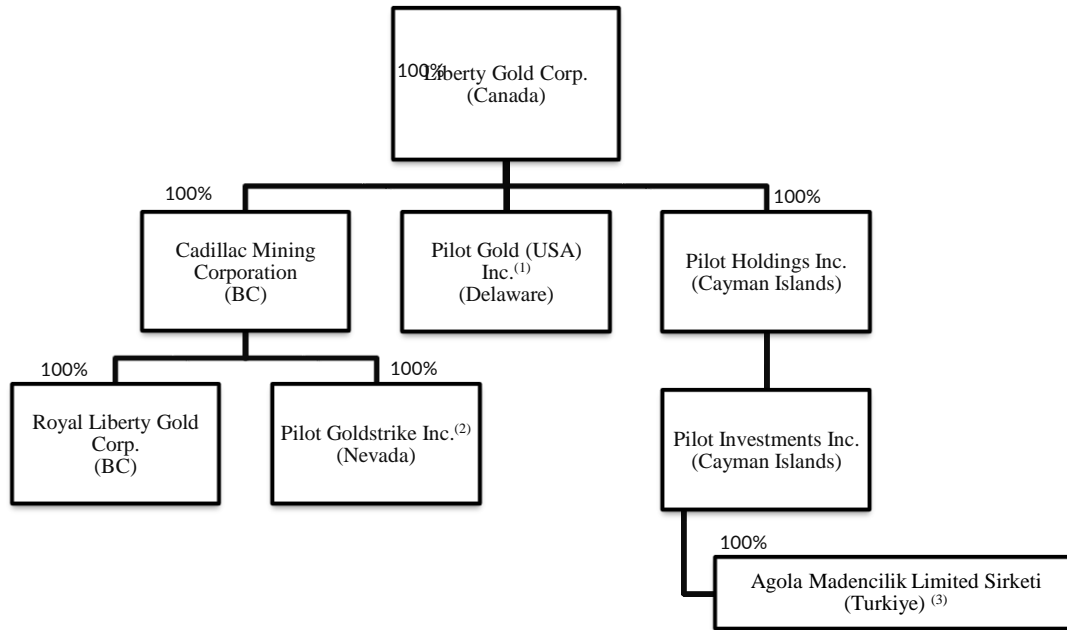 100%
Liberty Gold Corp.
(Canada)
100%
100%
Cadillac Mining
Corporation
(BC)
Pilot Gold (USA)
Inc.(1)
(Delaware)
Pilot Holdings Inc.
(Cayman Islands)
100%
100%
Royal Liberty Gold
Corp.
(BC)
Pilot Goldstrike Inc.(2)
(Nevada)
Pilot Investments Inc.
(Cayman Islands)
100%
Agola Madencilik Limited Sirketi
(Turkiye) (3)